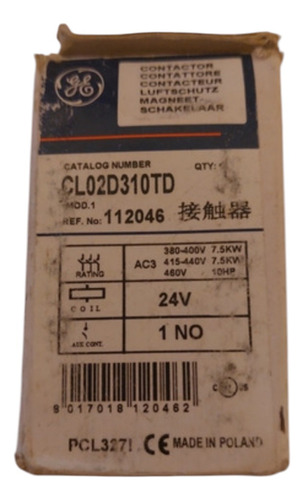 GE
CONTACTOR
CONTATTORE
CONTACTEUR
LUFTSCHUTZ
MAGNEET-
SCHAKELAAR
CATALOG NUMBER QTY:
CL02D310TD
MOD.1
REF. No: 112046 接触器
RATING AC3 380-400V 7.5KW
415-440V 7.5KW
460V 10HP
COIL 24V
AUX CONT. 1 NO
9 017018 120462
PCL327I CE MADE IN POLAND